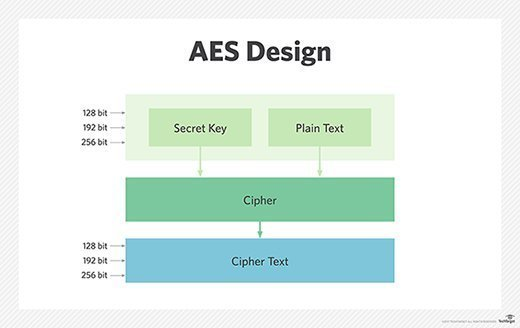 AES Design
128 bit
192 bit
256 bit
Secret Key
Plain Text
Cipher
128 bit
192 bit
256 bit
Cipher Text
TechTarget